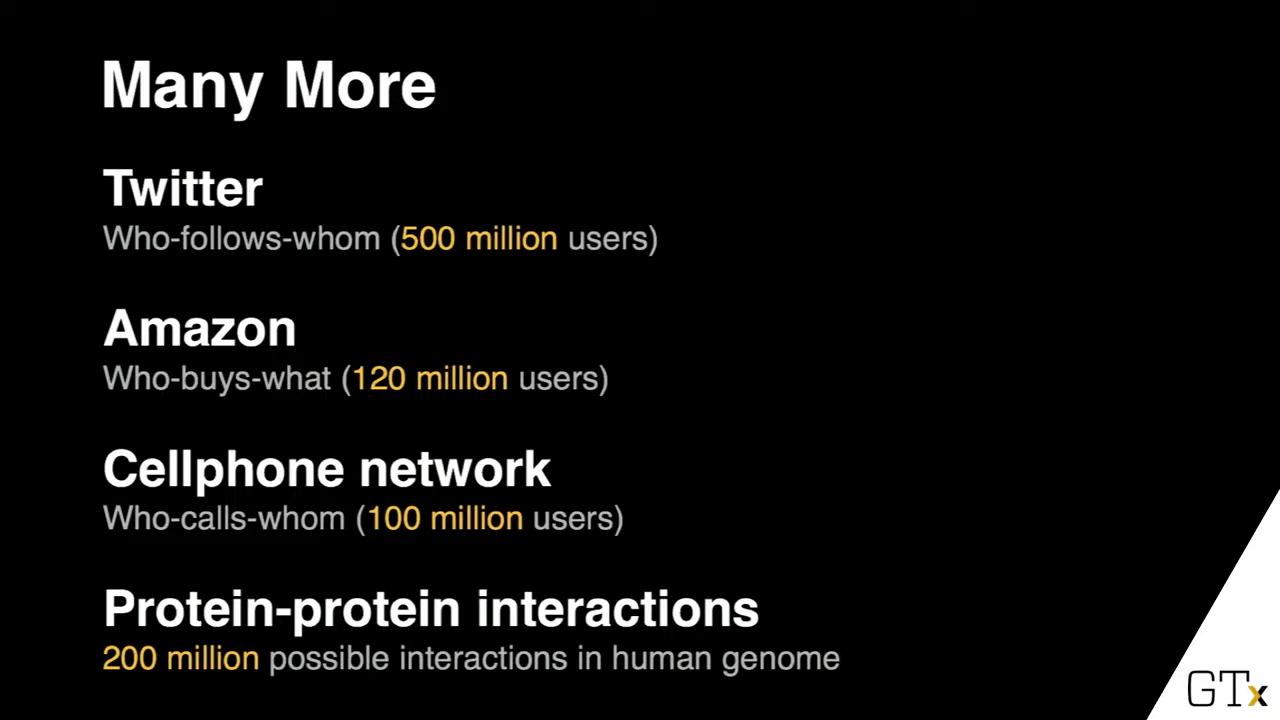 Many More
Twitter
Who-follows-whom (500 million users)
Amazon
Who-buys-what (120 million users)
Cellphone network
Who-calls-whom (100 million users)
Protein-protein interactions
200 million possible interactions in human genome
GTx